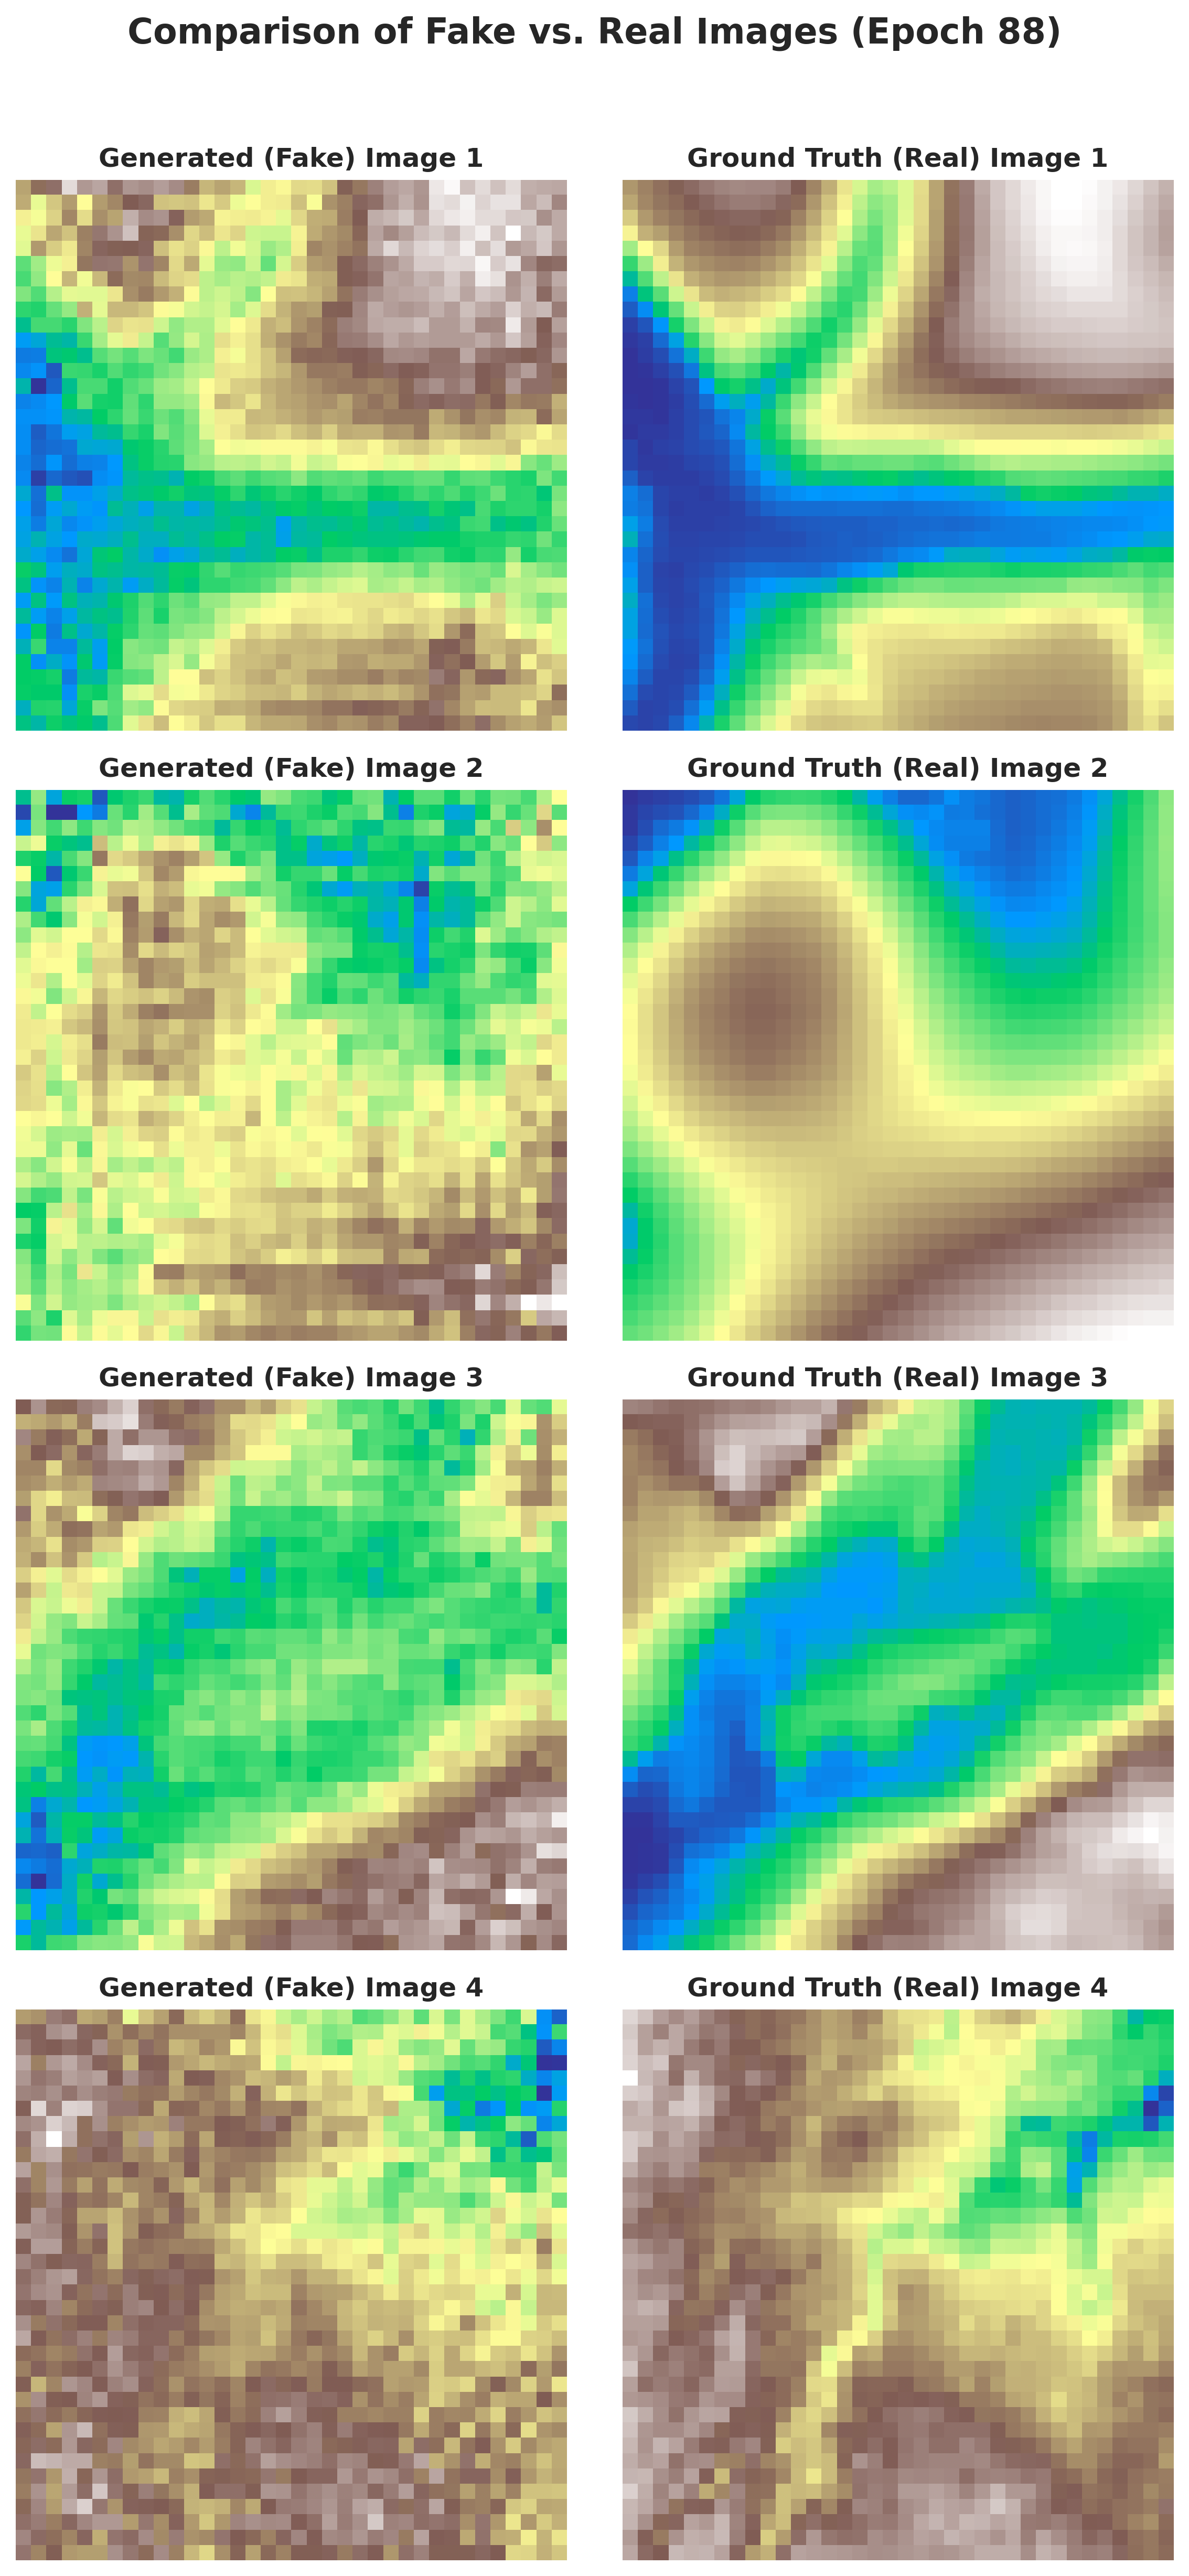 Comparison of Fake vs. Real Images (Epoch 88)
Generated (Fake) Image 1
Ground Truth (Real) Image 1
Generated (Fake) Image 2
Ground Truth (Real) Image 2
Generated (Fake) Image 3
Ground Truth (Real) Image 3
Generated (Fake) Image 4
Ground Truth (Real) Image 4